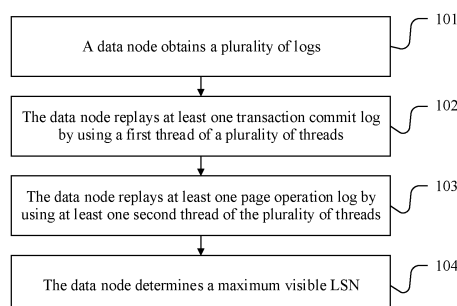 101
A data node obtains a plurality of logs
102
The data node replays at least one transaction commit log
by using a first thread of a plurality of threads
103
The data node replays at least one page operation log by
using at least one second thread of the plurality of threads
104
The data node determines a maximum visible LSN